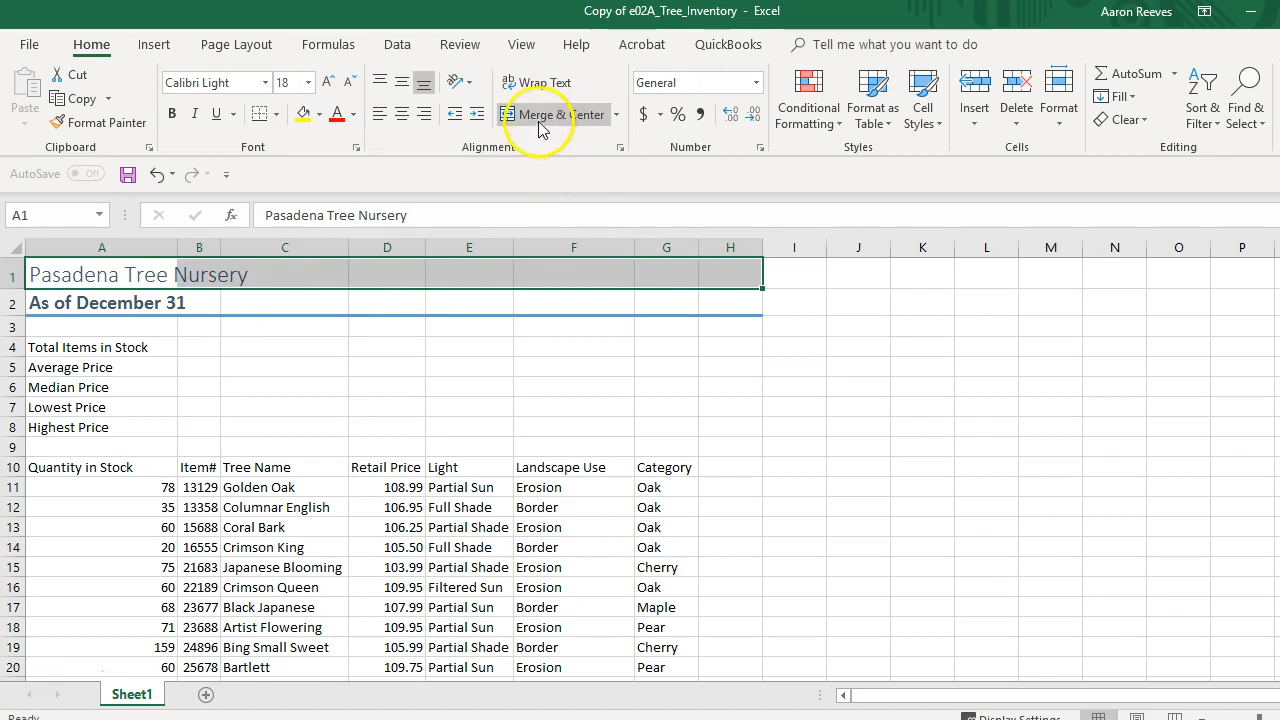 Copy of e02A_Tree_Inventory - Excel
Aaron Reeves
File Home Insert Page Layout Formulas Data Review View Help Acrobat QuickBooks Tell me what you want to do
Paste
Cut
Copy
Format Painter
Clipboard
Calibri Light 18 A A
B I U A
Font
ab
Wrap Text
Merge & Center
Alignment
General
$ % , .00 .00
Number
Conditional Formatting
Format as Table
Cell Styles
Styles
Insert Delete Format
Cells
AutoSum
Fill
Clear
Sort & Filter
Find & Select
Editing
AutoSave Off
A1 fx Pasadena Tree Nursery
A B C D E F G H I J K L M N O P
1 Pasadena Tree Nursery
2 As of December 31
3
4 Total Items in Stock
5 Average Price
6 Median Price
7 Lowest Price
8 Highest Price
9
10 Quantity in Stock Item# Tree Name Retail Price Light Landscape Use Category
11 78 13129 Golden Oak 108.99 Partial Sun Erosion Oak
12 35 13358 Columnar English 106.95 Full Shade Border Oak
13 60 15688 Coral Bark 106.25 Partial Shade Erosion Oak
14 20 16555 Crimson King 105.50 Full Shade Border Oak
15 75 21683 Japanese Blooming 103.99 Partial Shade Erosion Cherry
16 60 22189 Crimson Queen 109.95 Filtered Sun Erosion Oak
17 68 23677 Black Japanese 107.99 Partial Sun Border Maple
18 71 23688 Artist Flowering 109.95 Partial Sun Erosion Pear
19 159 24896 Bing Small Sweet 105.99 Partial Shade Border Cherry
20 60 25678 Bartlett 109.75 Partial Sun Erosion Pear
Sheet1
Ready
Display Settings